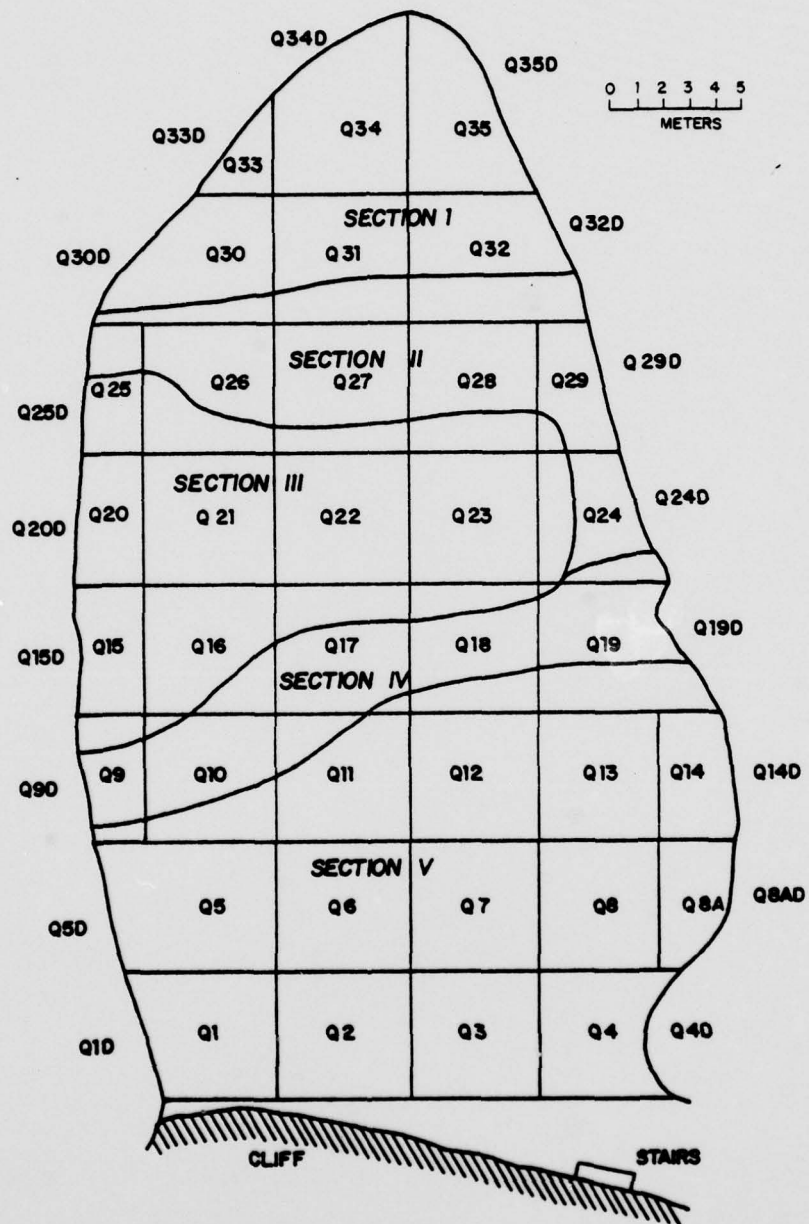 Q34D
Q35D
0 1 2 3 4 5
METERS
Q33D
Q33
Q34
Q35
SECTION I
Q32D
Q30D
Q30
Q31
Q32
SECTION II
Q29D
Q25
Q26
Q27
Q28
Q29
Q25D
SECTION III
Q24D
Q20D
Q20
Q21
Q22
Q23
Q24
Q19D
Q15D
Q15
Q16
Q17
Q18
Q19
SECTION IV
Q9D
Q9
Q10
Q11
Q12
Q13
Q14
Q14D
SECTION V
Q8AD
Q5D
Q5
Q6
Q7
Q8
Q8A
Q1D
Q1
Q2
Q3
Q4
Q4D
CLIFF
STAIRS